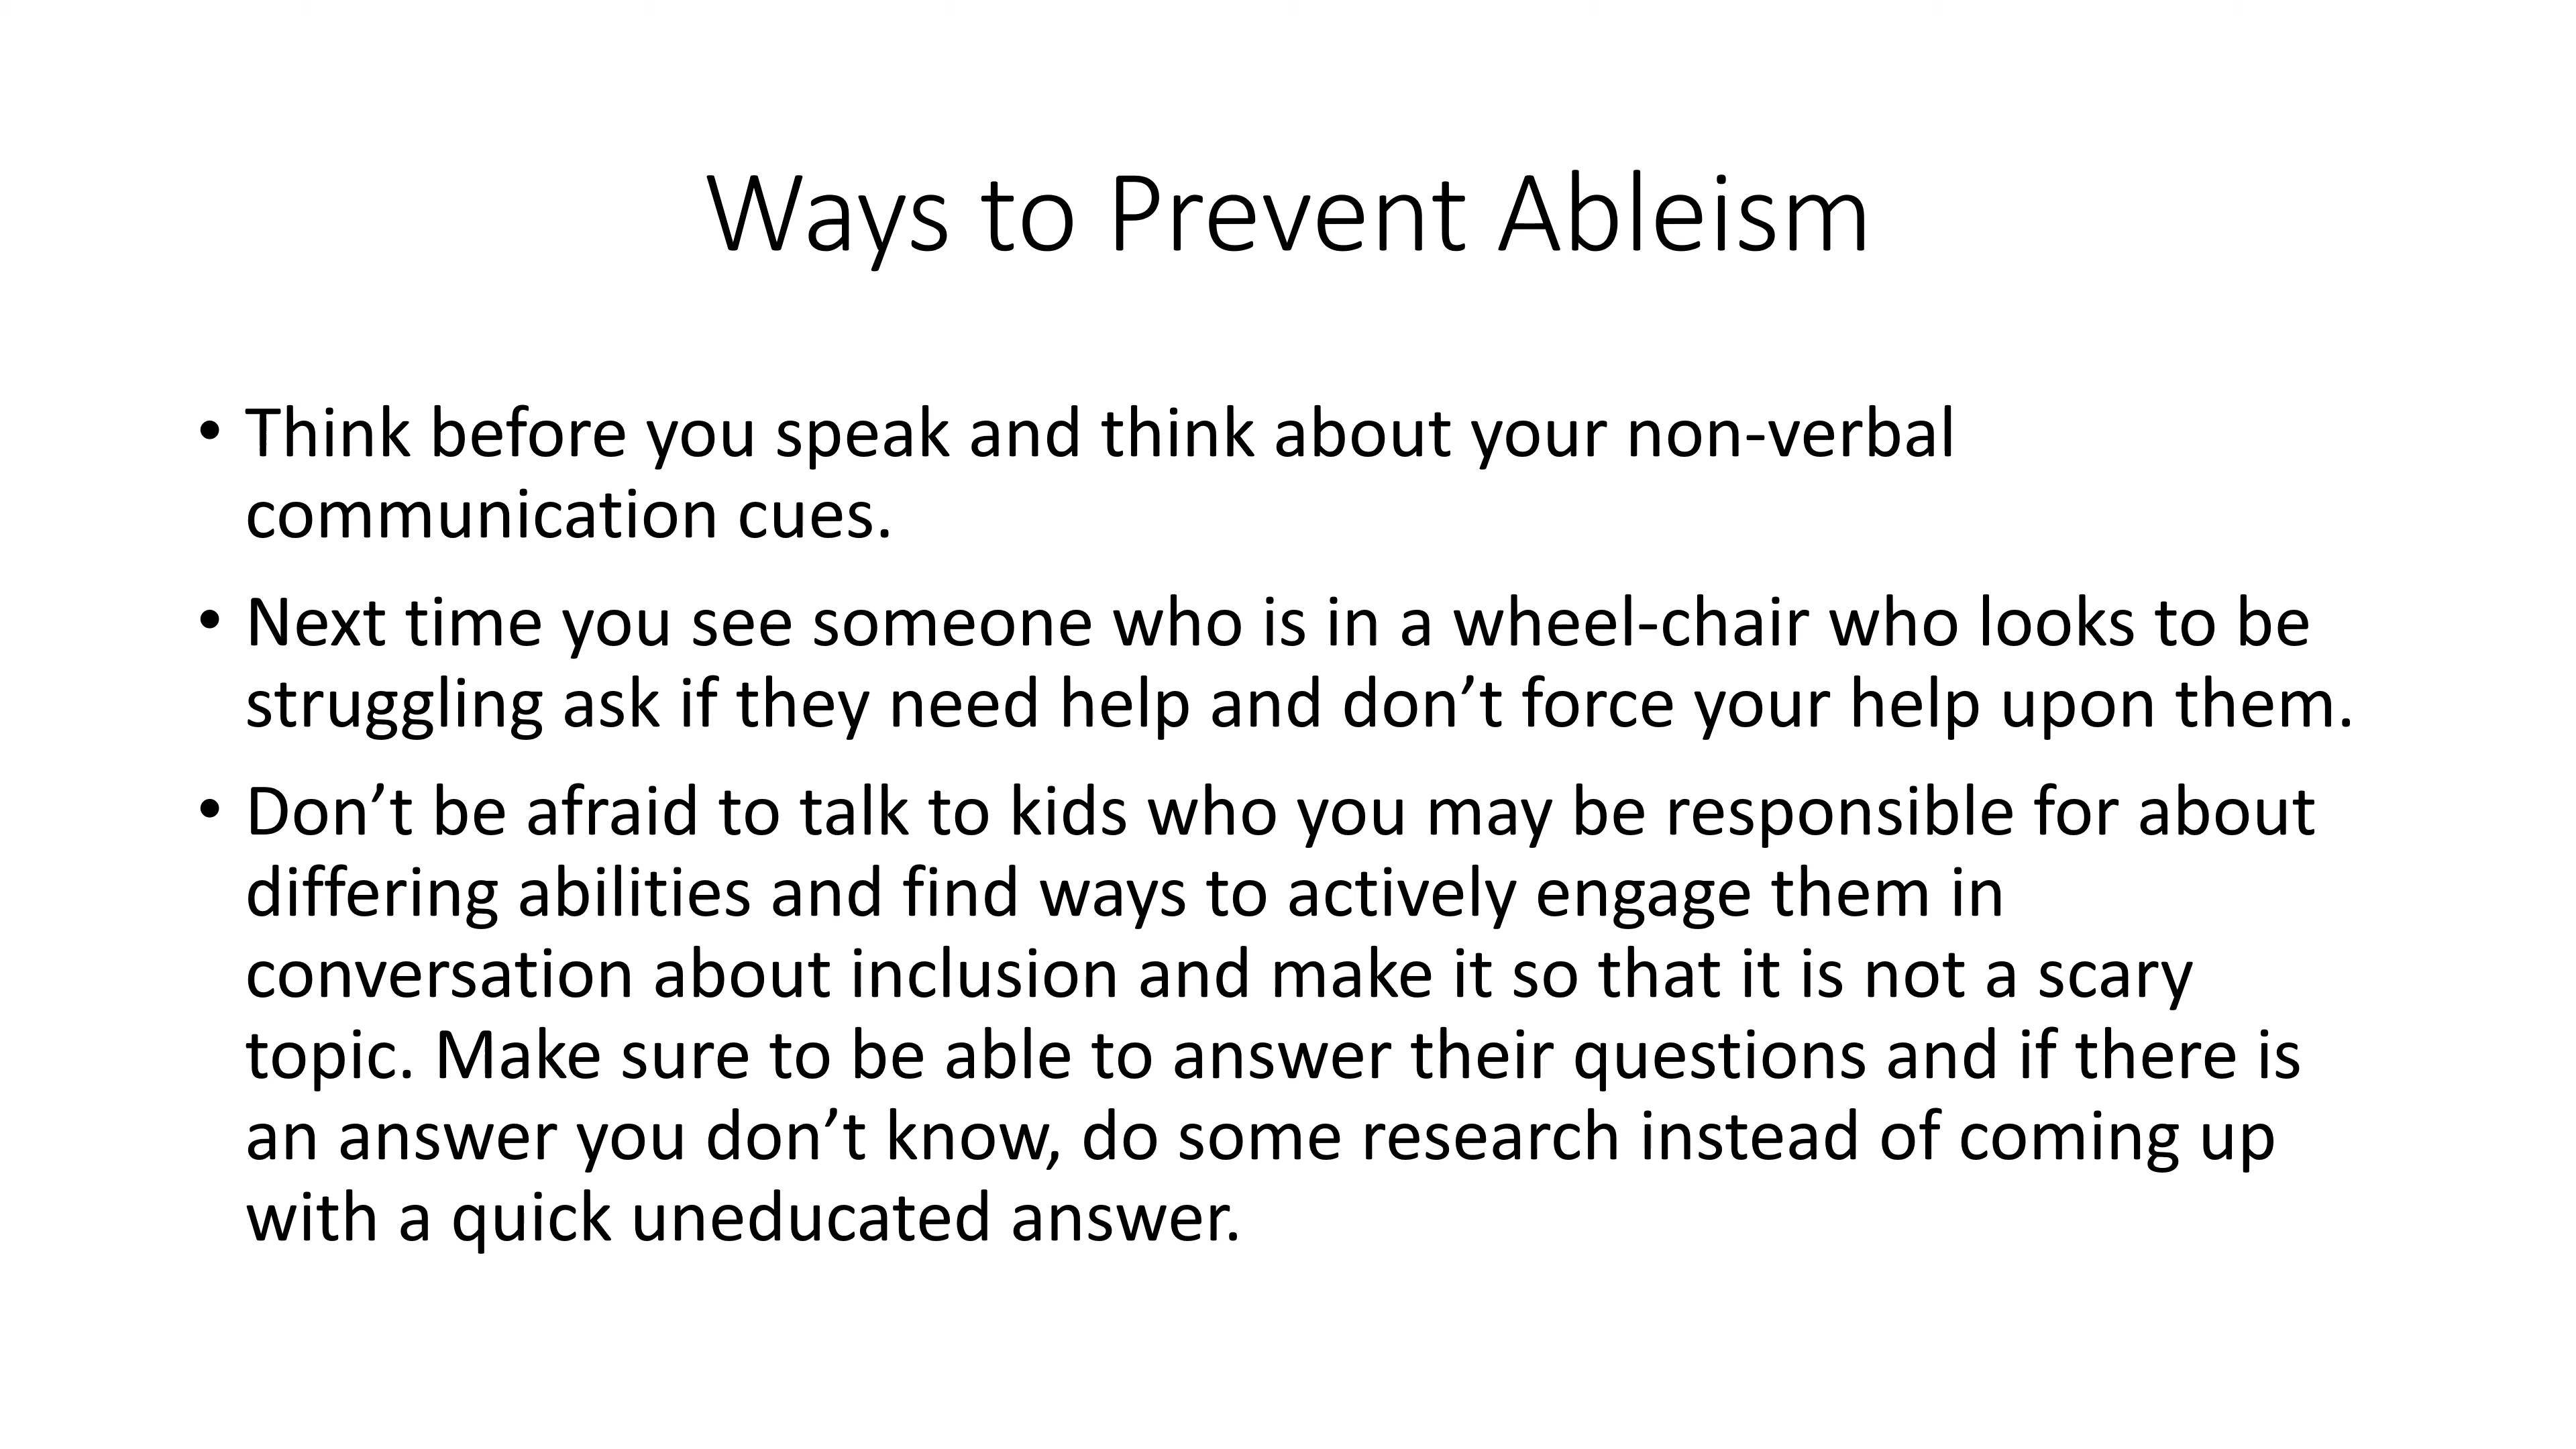 Ways to Prevent Ableism
• Think before you speak and think about your non-verbal
communication cues.
• Next time you see someone who is in a wheel-chair who looks to be
struggling ask if they need help and don’t force your help upon them.
• Don’t be afraid to talk to kids who you may be responsible for about
differing abilities and find ways to actively engage them in
conversation about inclusion and make it so that it is not a scary
topic. Make sure to be able to answer their questions and if there is
an answer you don’t know, do some research instead of coming up
with a quick uneducated answer.